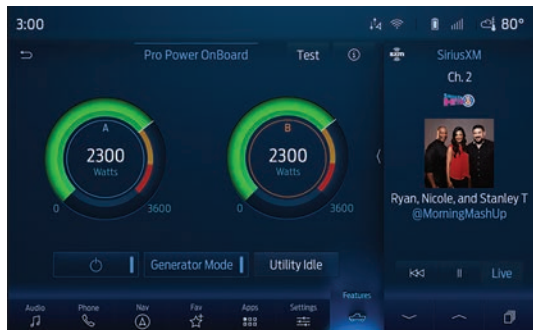 3:00
80°
Pro Power OnBoard
Test
SiriusXM
Ch. 2
A
2300
Watts
0
3600
B
2300
Watts
0
3600
Ryan, Nicole, and Stanley T
@MorningMashUp
Generator Mode
Utility Idle
Live
Audio
Phone
Nav
Fav
Apps
Settings
Features